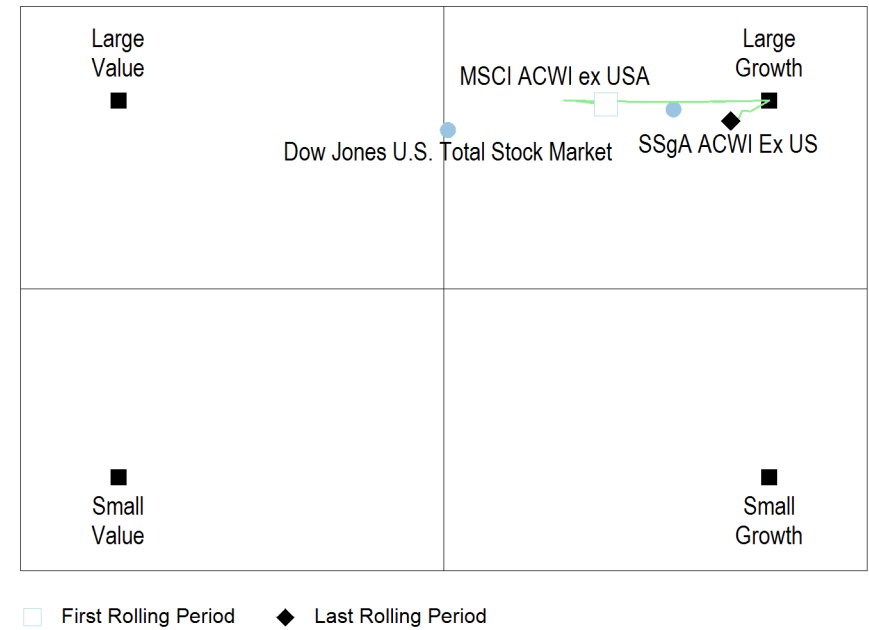 Large
Value
Large
Growth
MSCI ACWI ex USA
Dow Jones U.S. Total Stock Market
SSgA ACWI Ex US
Small
Value
Small
Growth
First Rolling Period
Last Rolling Period